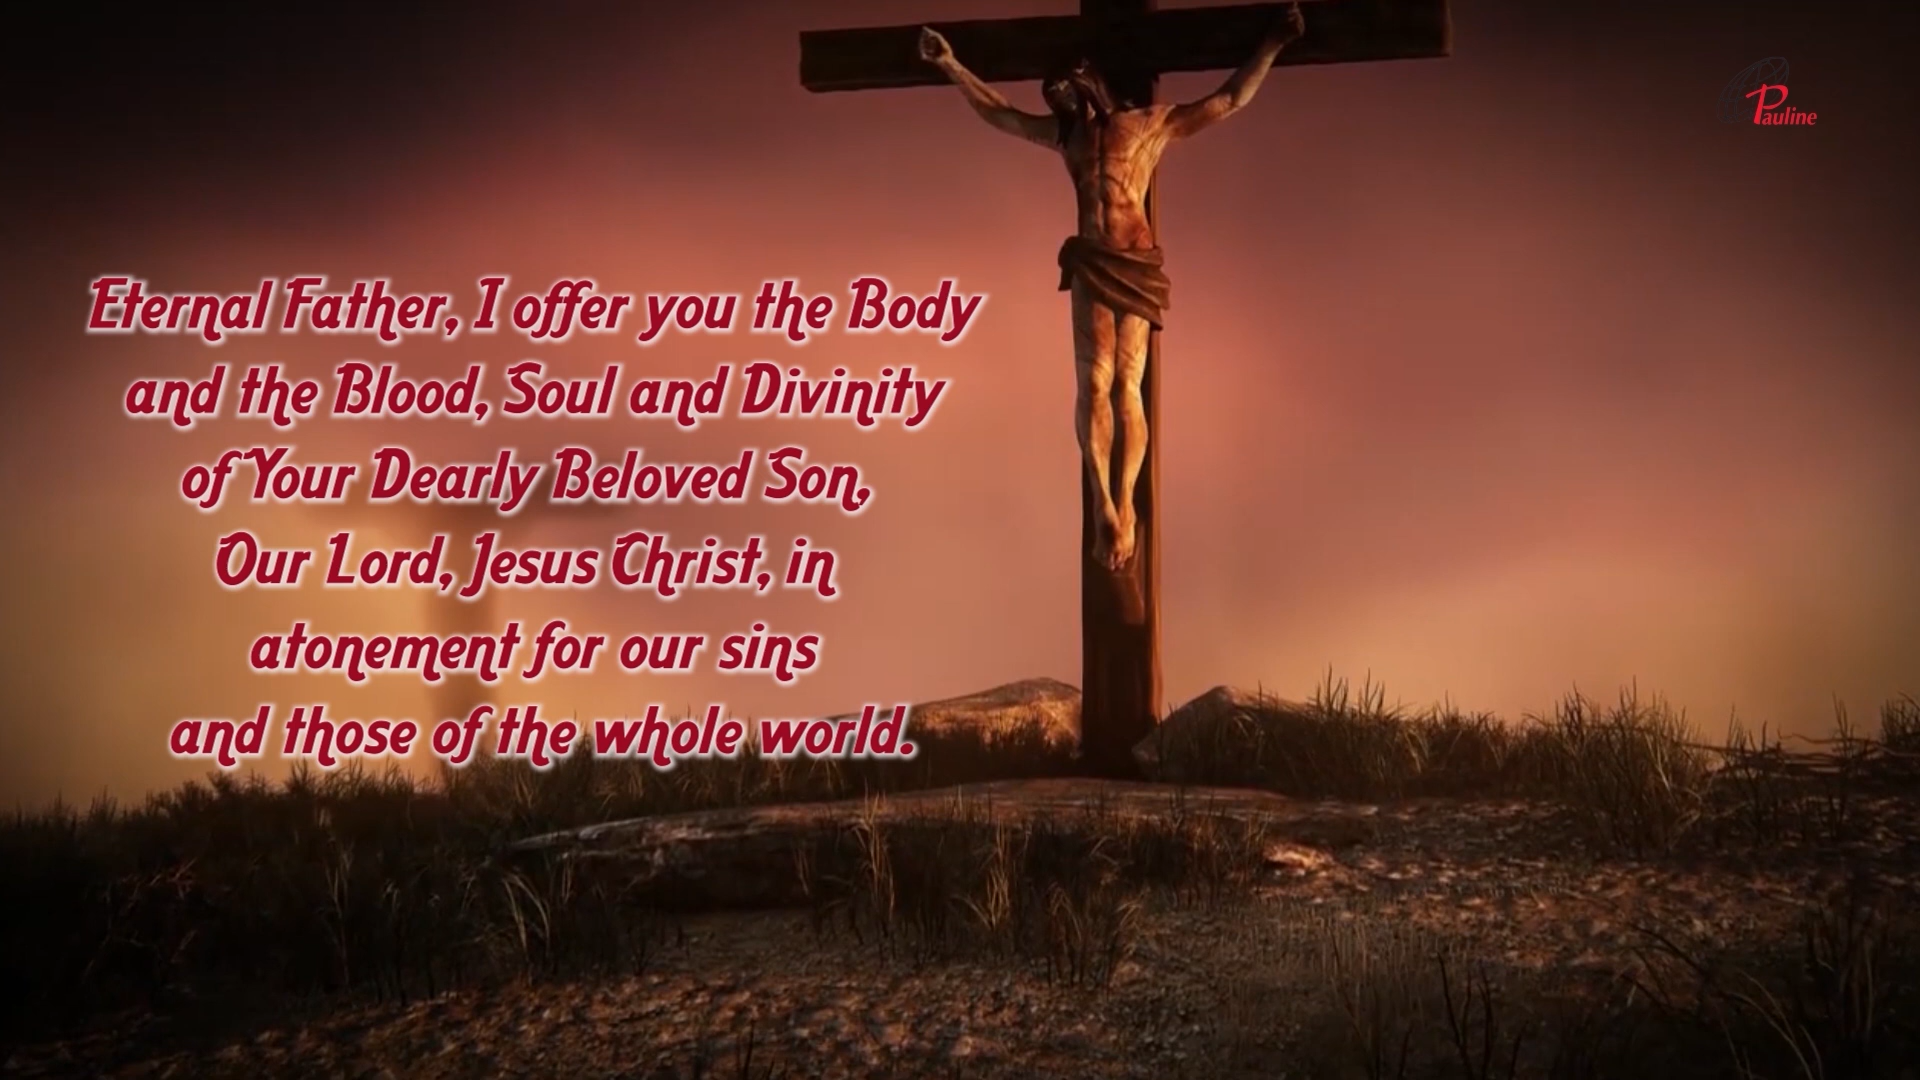 Pauline
Eternal Father, I offer you the Body
and the Blood, Soul and Divinity
of Your Dearly Beloved Son,
Our Lord, Jesus Christ, in
atonement for our sins
and those of the whole world.